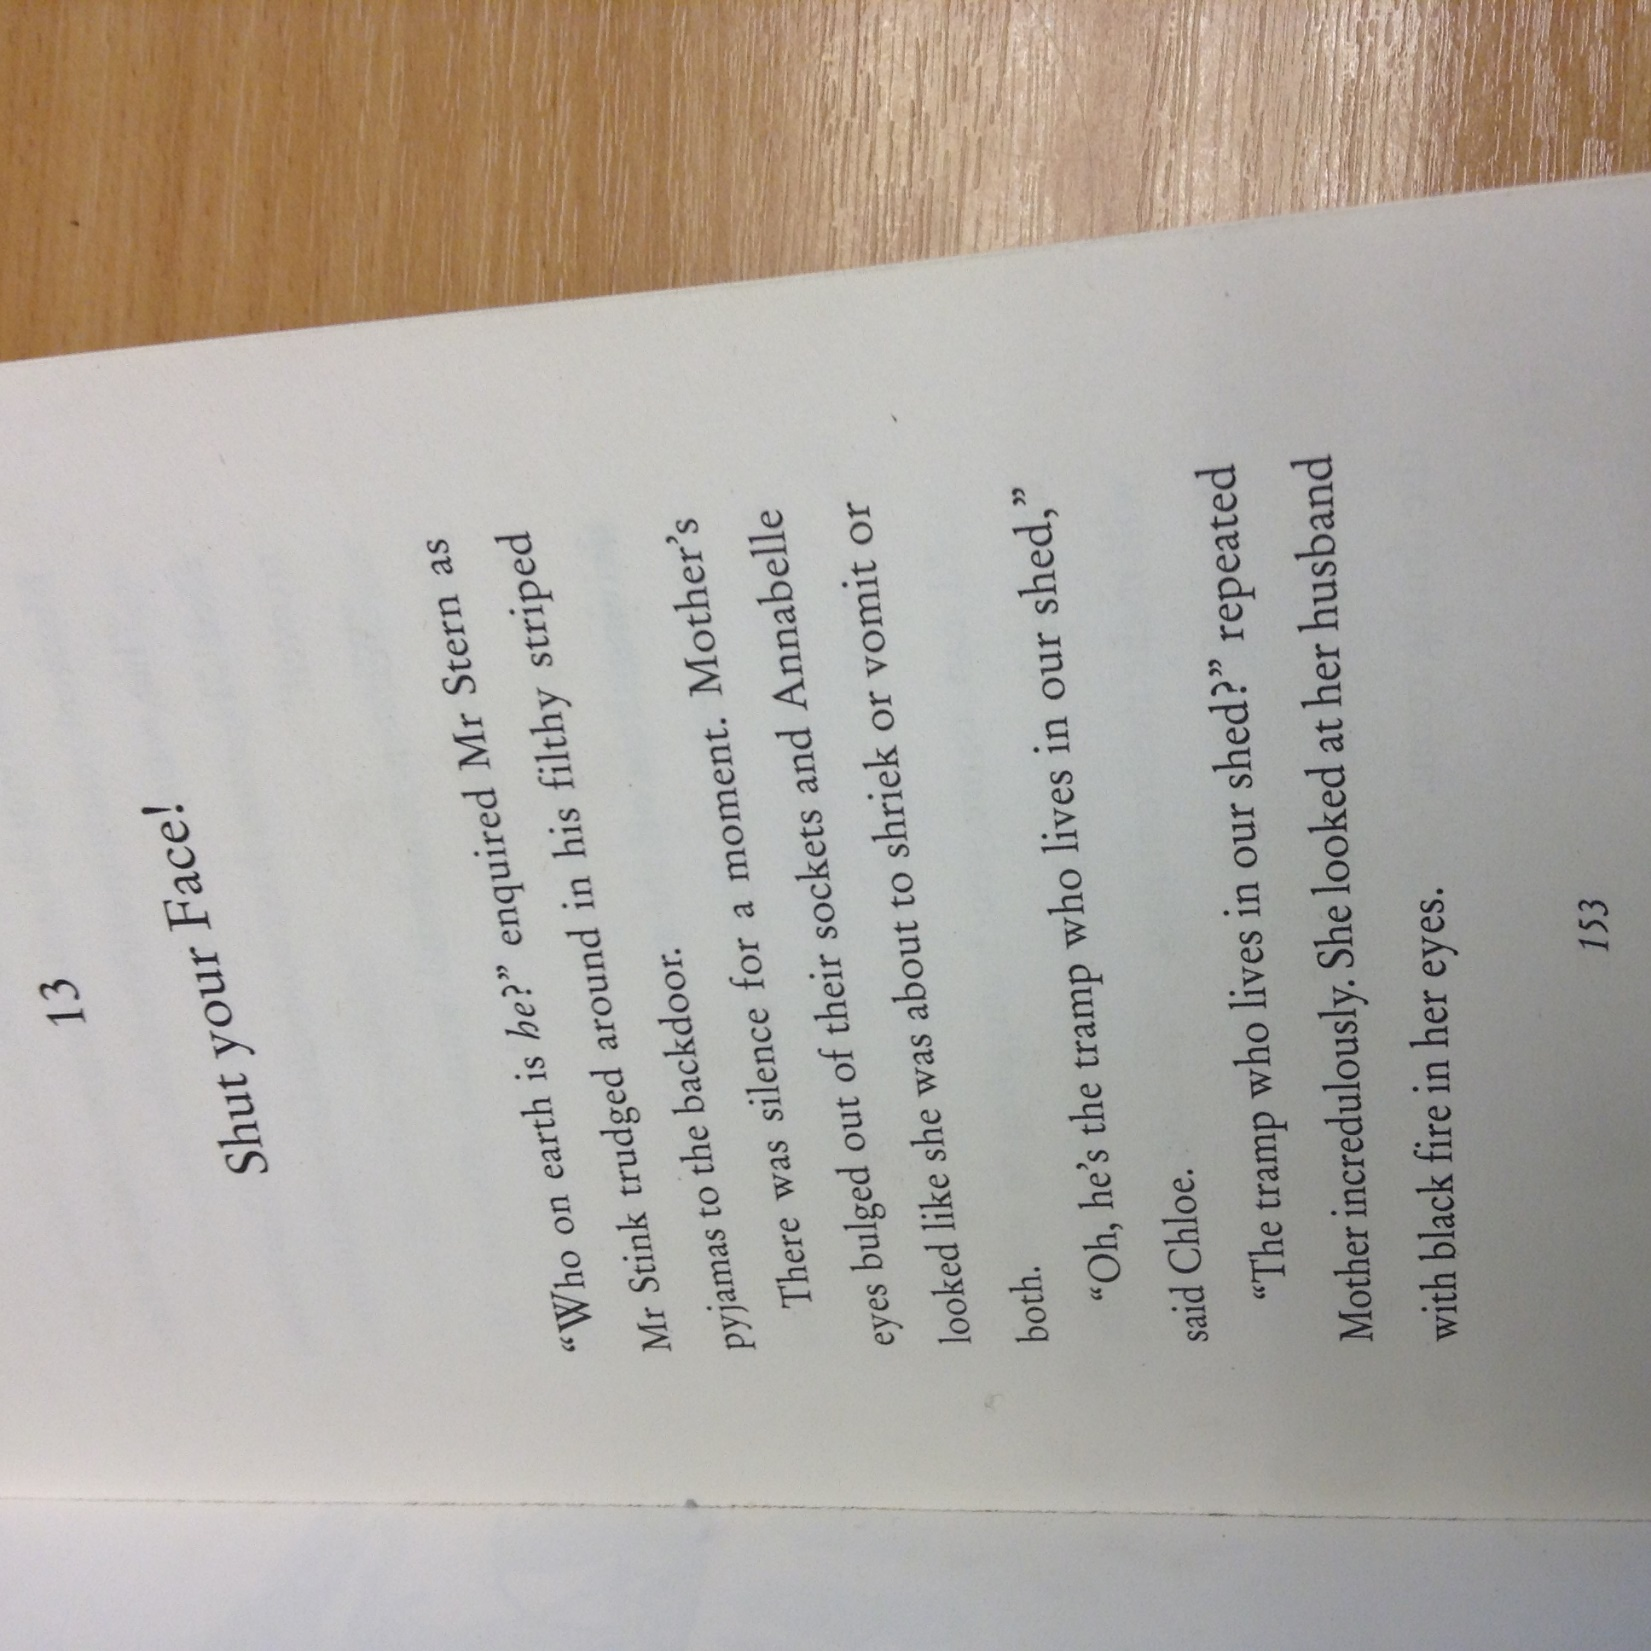 13
Shut your Face!
“Who on earth is he?” enquired Mr Stern as
Mr Stink trudged around in his filthy striped
pyjamas to the backdoor.
There was silence for a moment. Mother’s
eyes bulged out of their sockets and Annabelle
looked like she was about to shriek or vomit or
both.
“Oh, he’s the tramp who lives in our shed,”
said Chloe.
“The tramp who lives in our shed?” repeated
Mother incredulously. She looked at her husband
with black fire in her eyes.
153